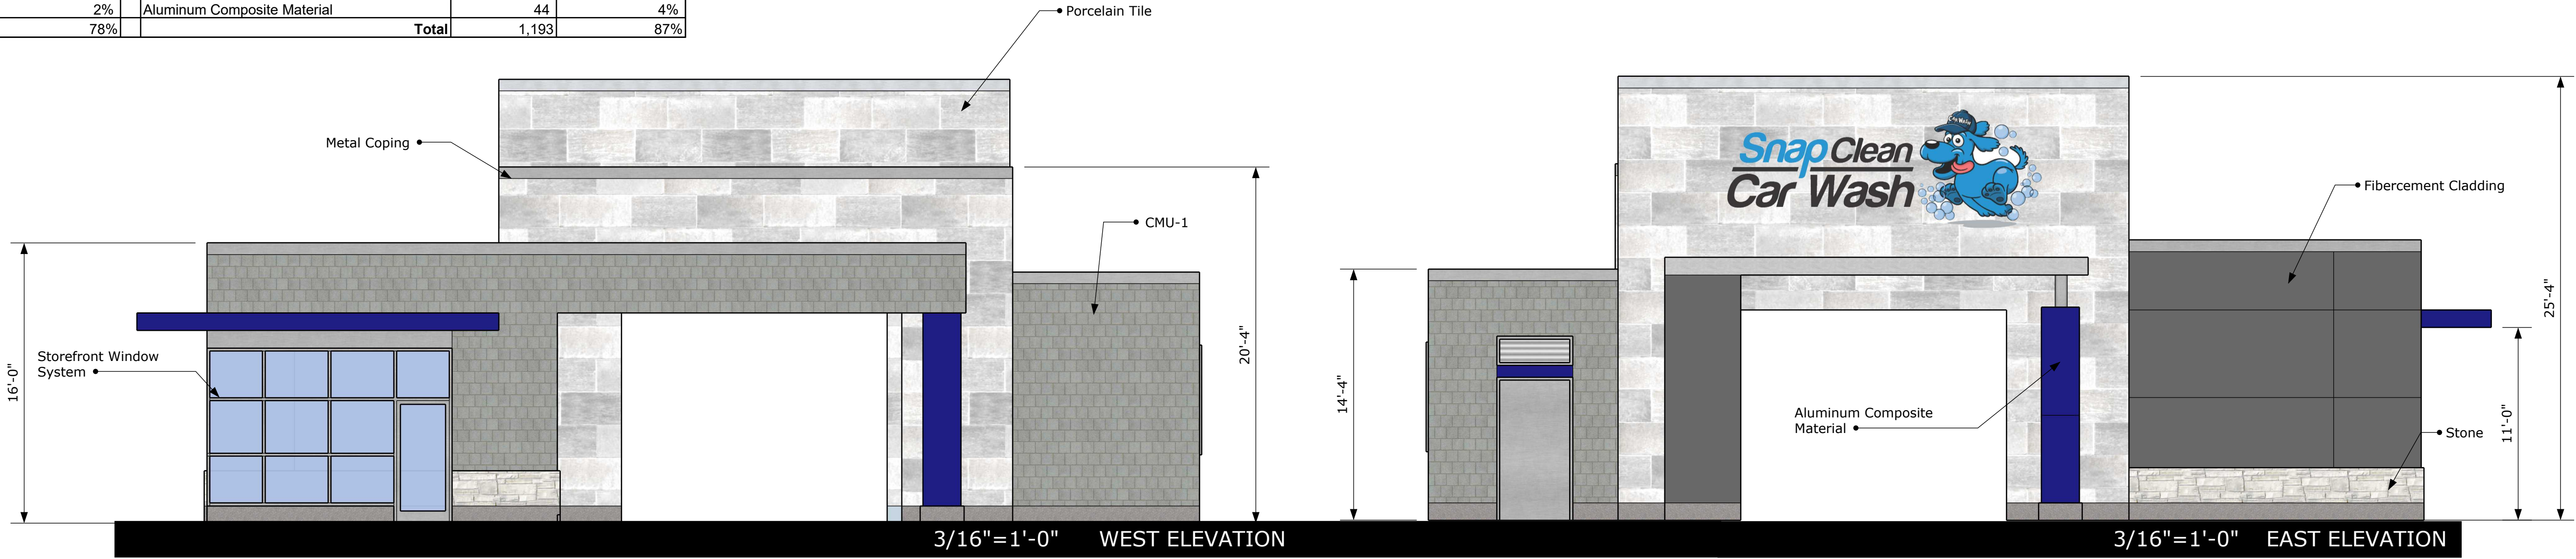 2% Aluminum Composite Material 44 4%
78% Total 1,193 87%
Porcelain Tile
Metal Coping
CMU-1
Storefront Window
System
16'-0"
20'-4"
3/16"=1'-0" WEST ELEVATION
Car Wash
Snap Clean
Car Wash
Fibercement Cladding
Aluminum Composite
Material
Stone
14'-4"
11'-0"
25'-4"
3/16"=1'-0" EAST ELEVATION